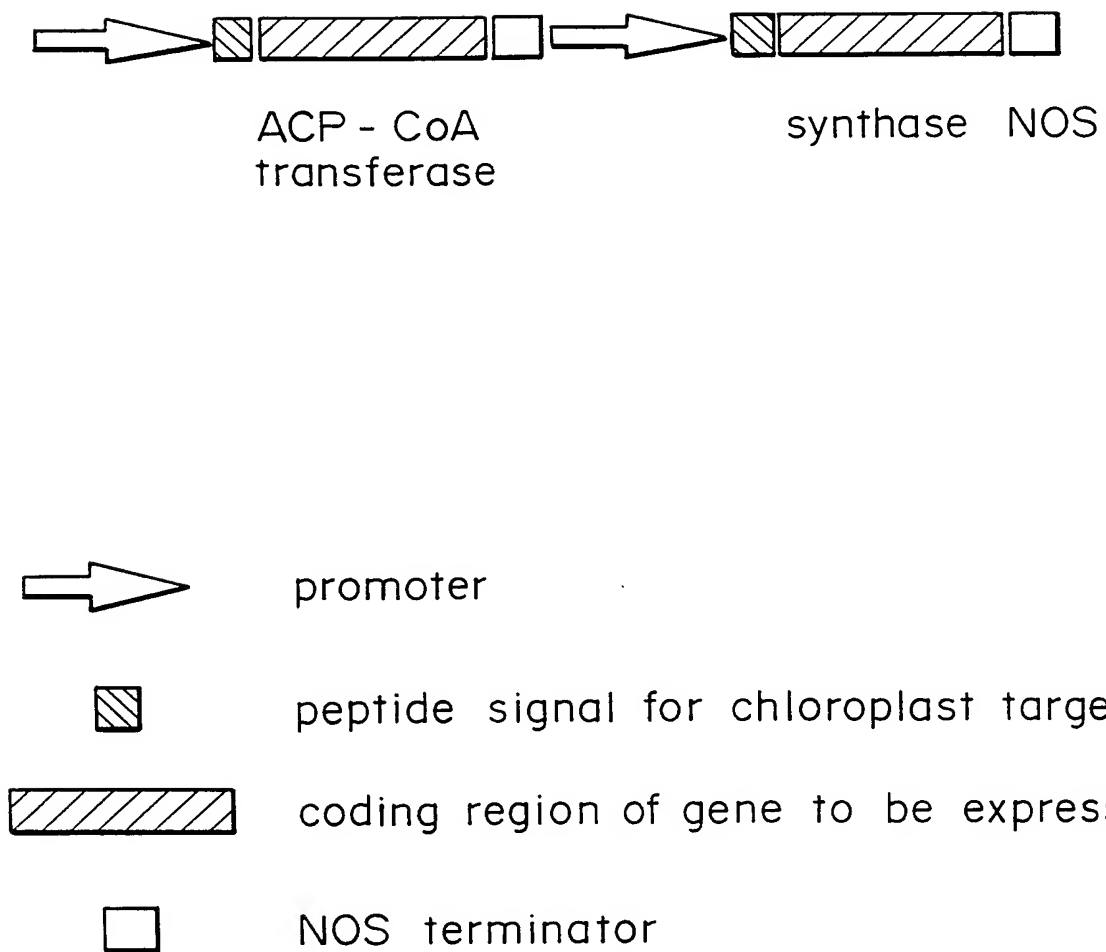 ACP - CoA synthase NOS
transferase
promoter
peptide signal for chloroplast targe
coding region of gene to be expres
NOS terminator